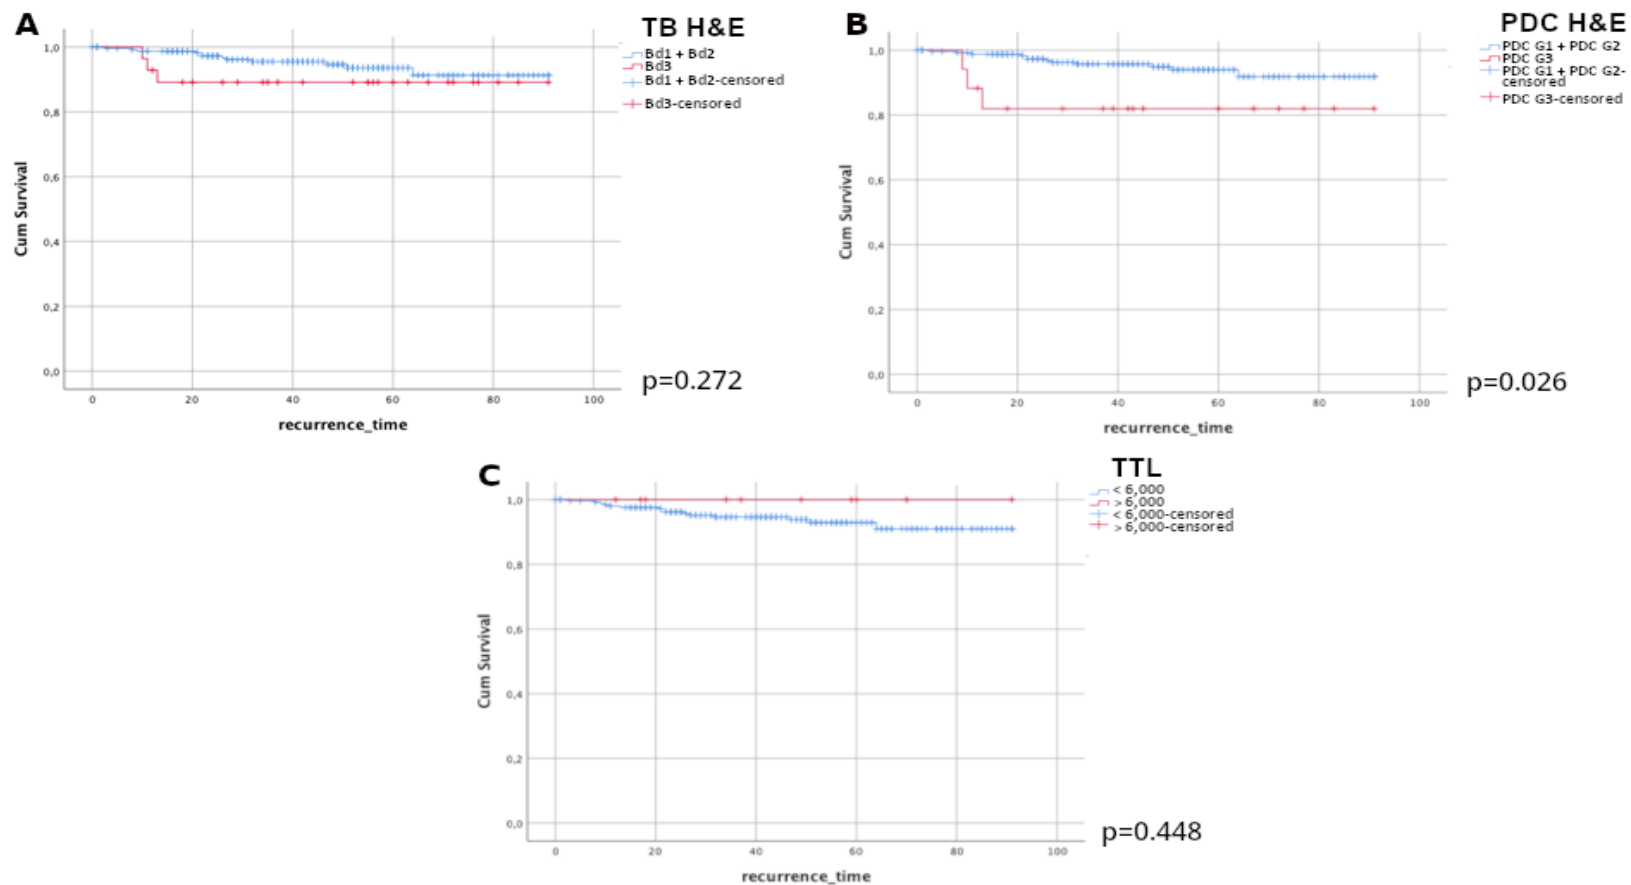 A
TB H&E
Bd1 + Bd2
Bd3
Bd1 + Bd2-censored
Bd3-censored
1,0
0,8
0,6
0,4
0,2
0,0
Cum Survival
0 20 40 60 80 100
recurrence_time
p=0.272
B
PDC H&E
PDC G1 + PDC G2
PDC G3
PDC G1 + PDC G2-
censored
PDC G3-censored
1,0
0,8
0,6
0,4
0,2
0,0
Cum Survival
0 20 40 60 80 100
recurrence_time
p=0.026
C
TTL
< 6,000
> 6,000
< 6,000-censored
> 6,000-censored
1,0
0,8
0,6
0,4
0,2
0,0
Cum Survival
0 20 40 60 80 100
recurrence_time
p=0.448